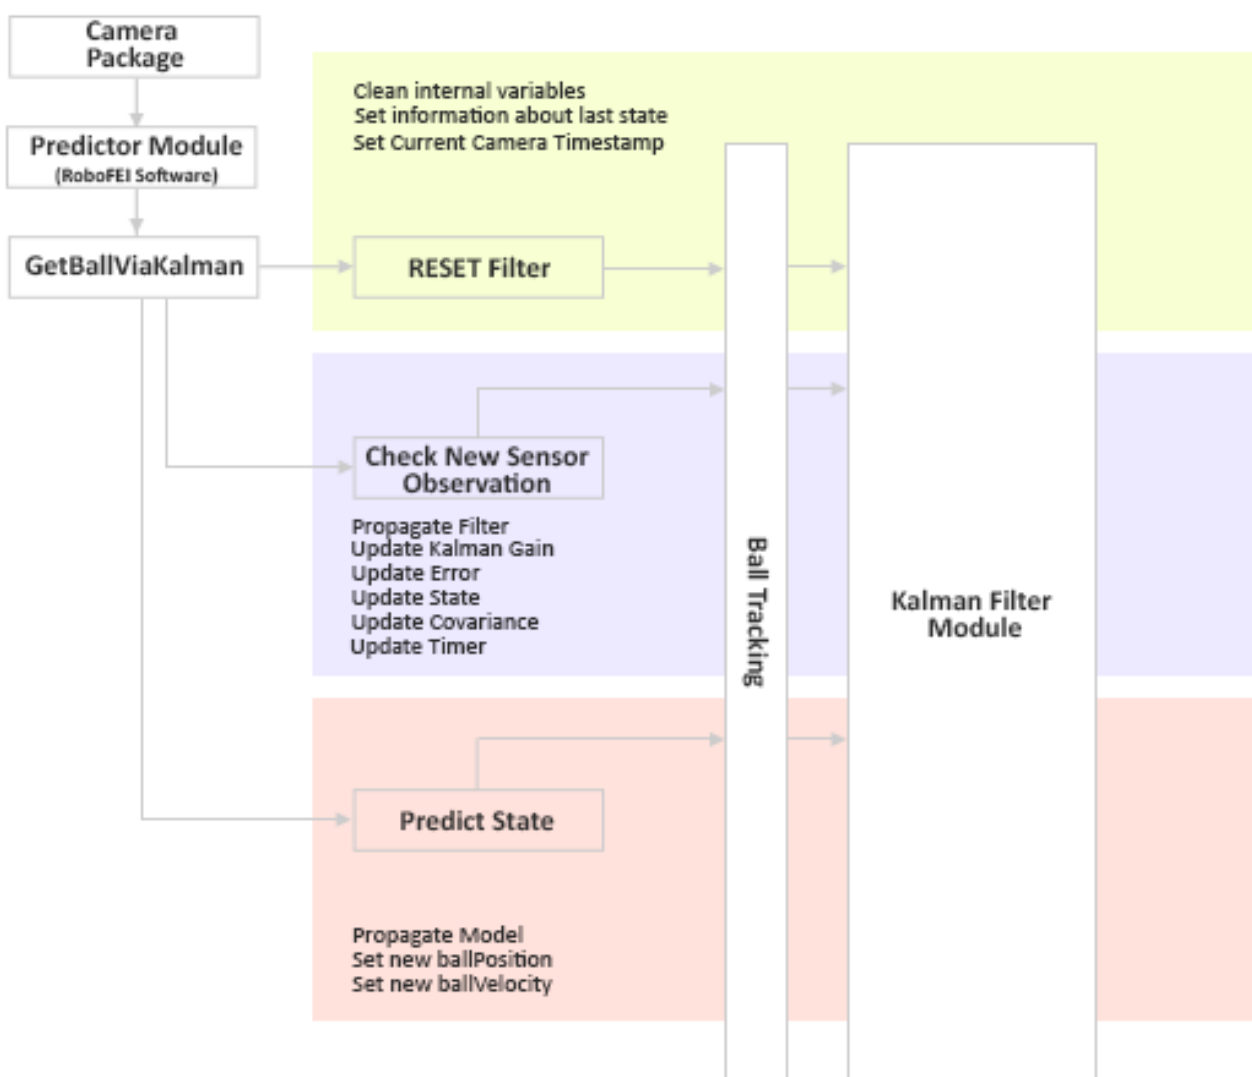 Camera
Package
Predictor Module
(RoboFEI Software)
GetBallViaKalman
Clean internal variables
Set information about last state
Set Current Camera Timestamp
RESET Filter
Check New Sensor
Observation
Propagate Filter
Update Kalman Gain
Update Error
Update State
Update Covariance
Update Timer
Predict State
Propagate Model
Set new ballPosition
Set new ballVelocity
Ball Tracking
Kalman Filter
Module